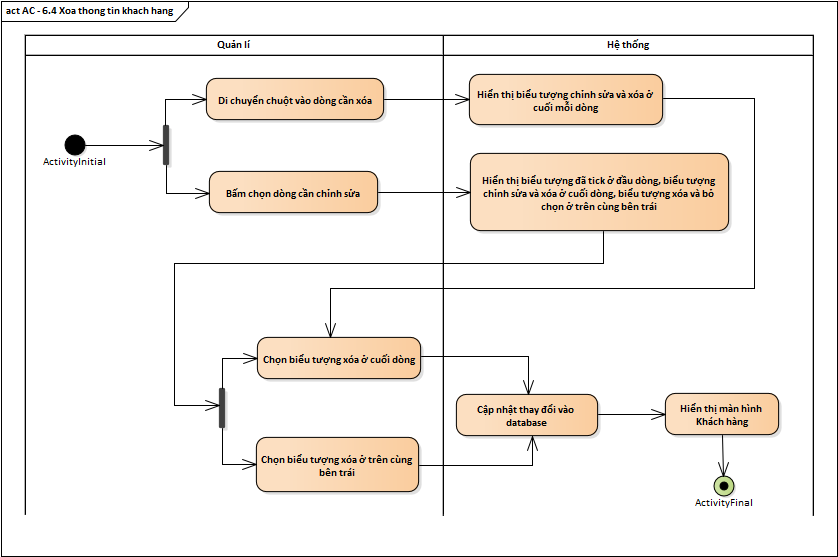 act AC - 6.4 Xoa thong tin khach hang
Quản lí
Hệ thống
Di chuyển chuột vào dòng cần xóa
Hiển thị biểu tượng chỉnh sửa và xóa ở
cuối mỗi dòng
ActivityInitial
Bấm chọn dòng cần chỉnh sửa
Hiển thị biểu tượng đã tick ở đầu dòng, biểu tượng
chỉnh sửa và xóa ở cuối dòng, biểu tượng xóa và bỏ
chọn ở trên cùng bên trái
Chọn biểu tượng xóa ở cuối dòng
Cập nhật thay đổi vào
database
Hiển thị màn hình
Khách hàng
Chọn biểu tượng xóa ở trên cùng
bên trái
ActivityFinal